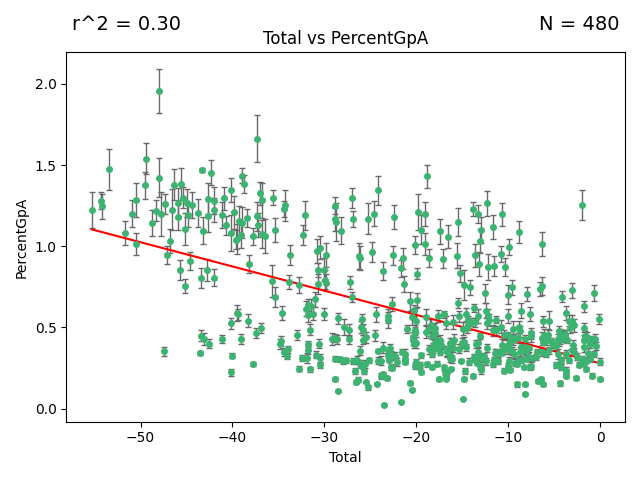 r^2 = 0.30
N = 480
Total vs PercentGpA
PercentGpA
2.0
1.5
1.0
0.5
0.0
−50
−40
−30
−20
−10
0
Total